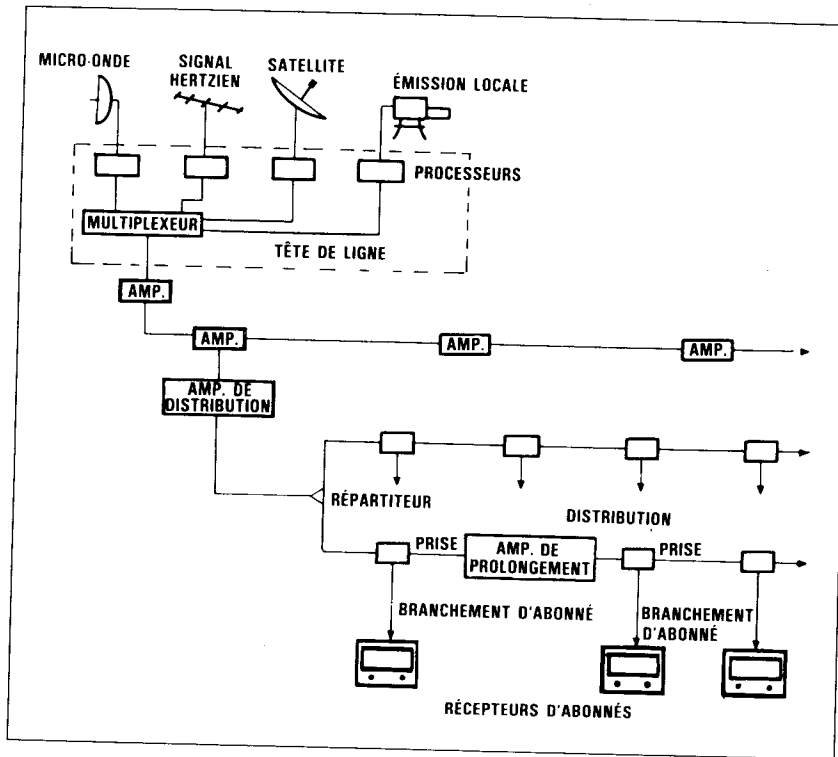 MICRO-ONDE
SIGNAL
HERTZIEN
SATELLITE
ÉMISSION LOCALE
PROCESSEURS
MULTIPLEXEUR
TÊTE DE LIGNE
AMP.
AMP.
AMP.
AMP.
AMP. DE
DISTRIBUTION
RÉPARTITEUR
DISTRIBUTION
PRISE
AMP. DE
PROLONGEMENT
PRISE
BRANCHEMENT D'ABONNÉ
BRANCHEMENT
D'ABONNÉ
RÉCEPTEURS D'ABONNÉS